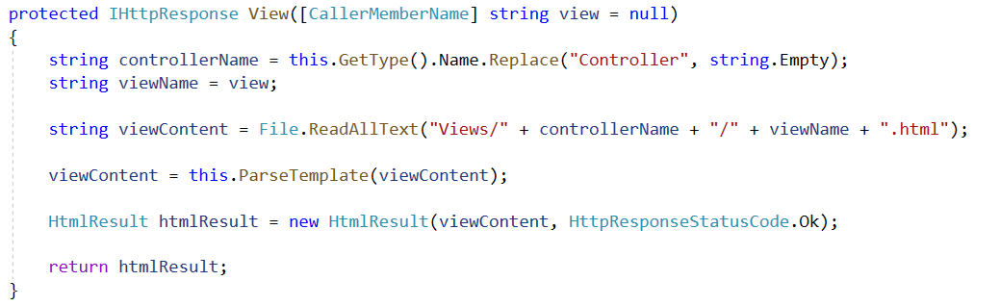 protected IHttpResponse View([CallerMemberName] string view = null)
{
    string controllerName = this.GetType().Name.Replace("Controller", string.Empty);
    string viewName = view;

    string viewContent = File.ReadAllText("Views/" + controllerName + "/" + viewName + ".html");

    viewContent = this.ParseTemplate(viewContent);

    HtmlResult htmlResult = new HtmlResult(viewContent, HttpResponseStatusCode.Ok);

    return htmlResult;
}